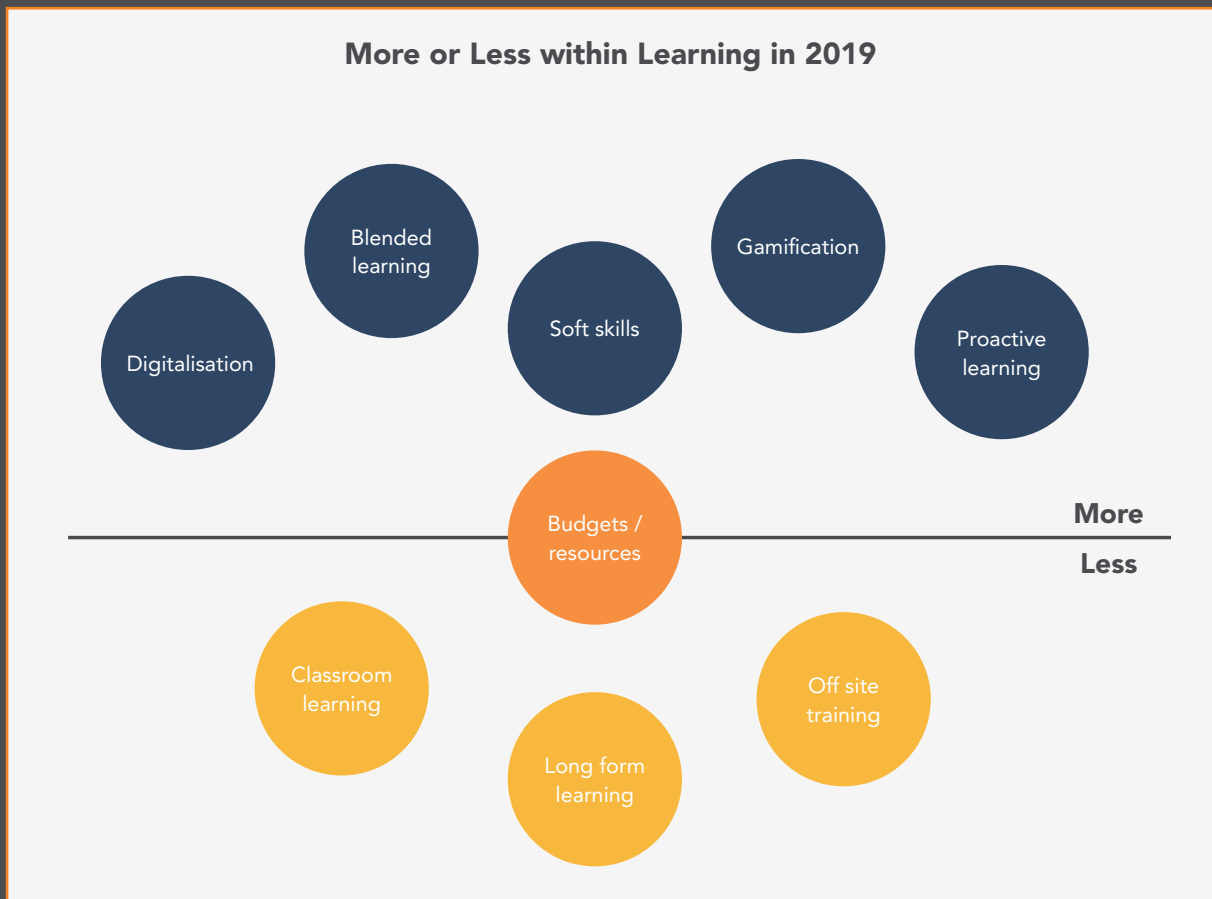 More or Less within Learning in 2019
Blended
learning
Gamification
Soft skills
Digitalisation
Proactive
learning
Budgets /
resources
More
Less
Classroom
learning
Off site
training
Long form
learning